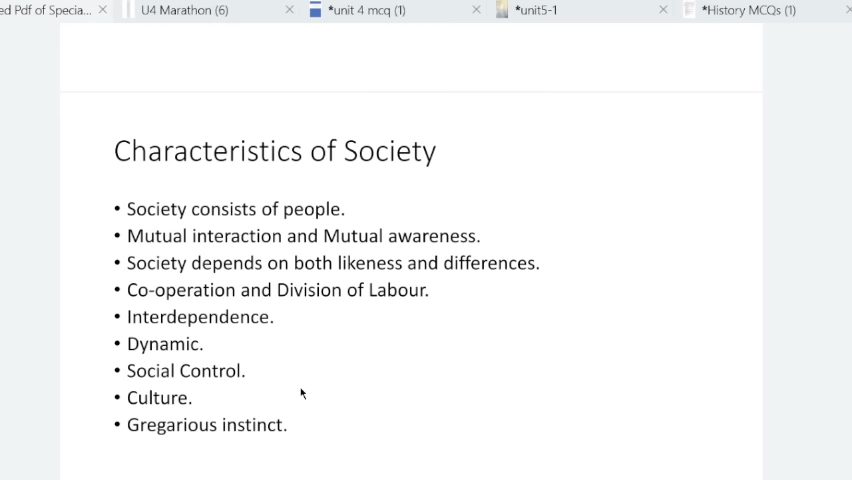 ed Pdf of Specia...
U4 Marathon (6)
*unit 4 mcq (1)
*unit5-1
*History MCQs (1)
Characteristics of Society
• Society consists of people.
• Mutual interaction and Mutual awareness.
• Society depends on both likeness and differences.
• Co-operation and Division of Labour.
• Interdependence.
• Dynamic.
• Social Control.
• Culture.
• Gregarious instinct.